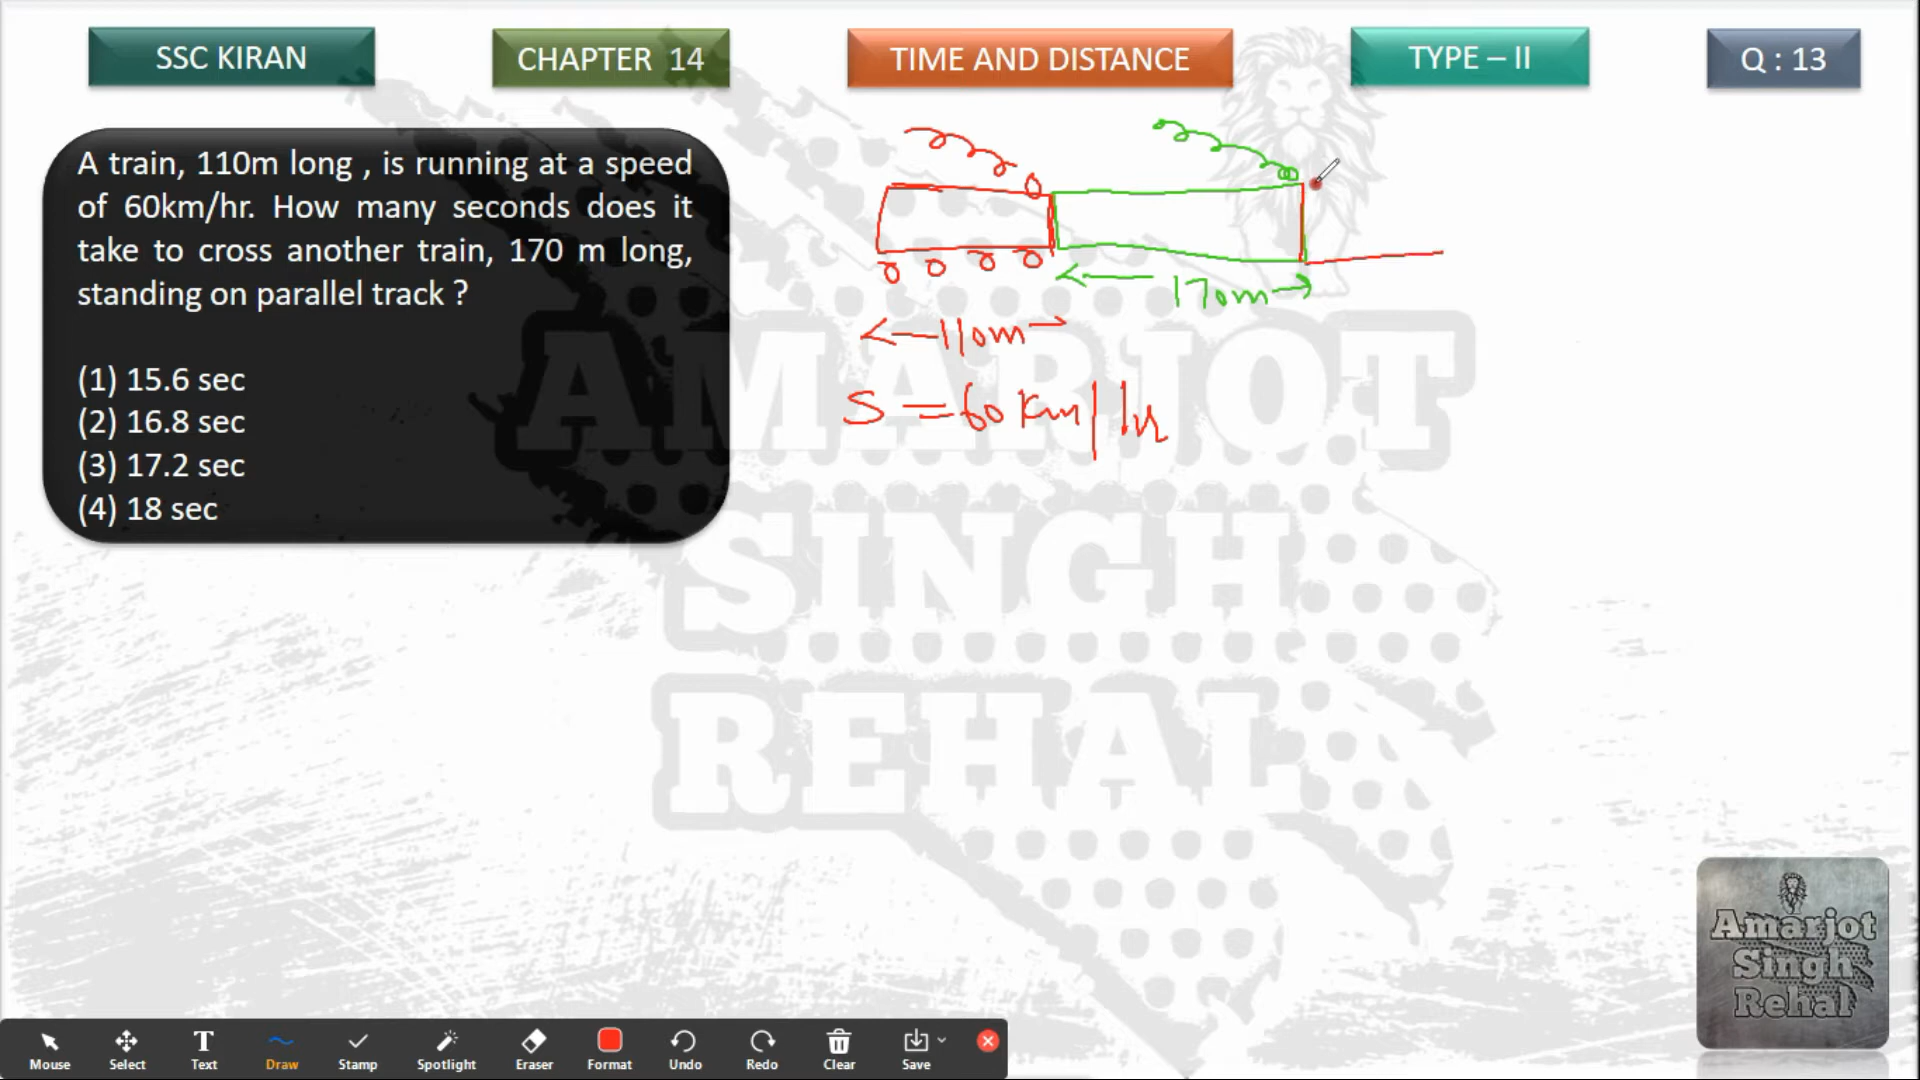 SSC KIRAN
CHAPTER 14
TIME AND DISTANCE
TYPE – II
Q : 13
A train, 110m long , is running at a speed
of 60km/hr. How many seconds does it
take to cross another train, 170 m long,
standing on parallel track ?
(1) 15.6 sec
(2) 16.8 sec
(3) 17.2 sec
(4) 18 sec
170m
110m
S = 60 Km/hr
AMARJOT
SINGH
REHAL
Amarjot
Singh
Rehal
Mouse
Select
Text
Draw
Stamp
Spotlight
Eraser
Format
Undo
Redo
Clear
Save